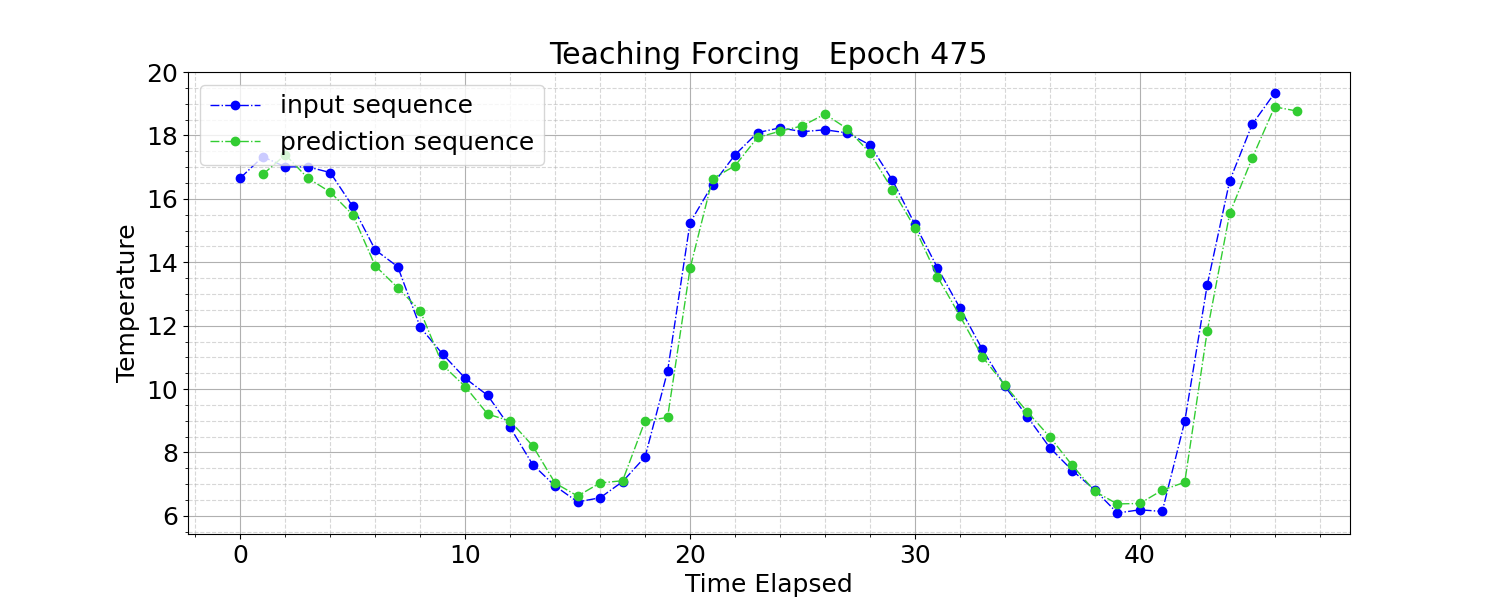 Teaching Forcing   Epoch 475
input sequence
prediction sequence
Temperature
20
18
16
14
12
10
8
6
0 10 20 30 40
Time Elapsed